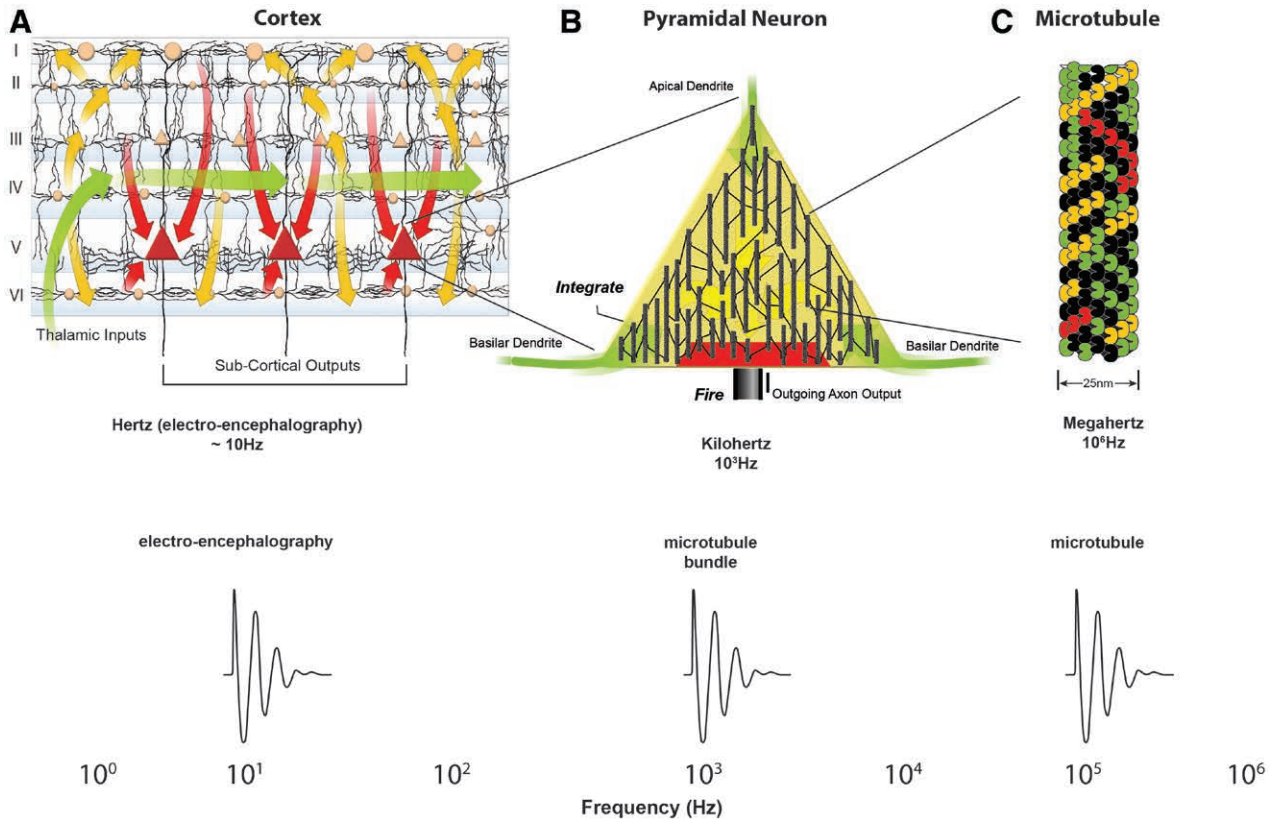 A
Cortex
B
Pyramidal Neuron
C
Microtubule
I
II
III
IV
V
VI
Thalamic Inputs
Sub-Cortical Outputs
Hertz (electro-encephalography)
~ 10Hz
Apical Dendrite
Integrate
Basilar Dendrite
Basilar Dendrite
Fire
Outgoing Axon Output
Kilohertz
10³Hz
25nm
Megahertz
10⁶Hz
electro-encephalography
microtubule
bundle
microtubule
10⁰ 10¹ 10² 10³ 10⁴ 10⁵ 10⁶
Frequency (Hz)